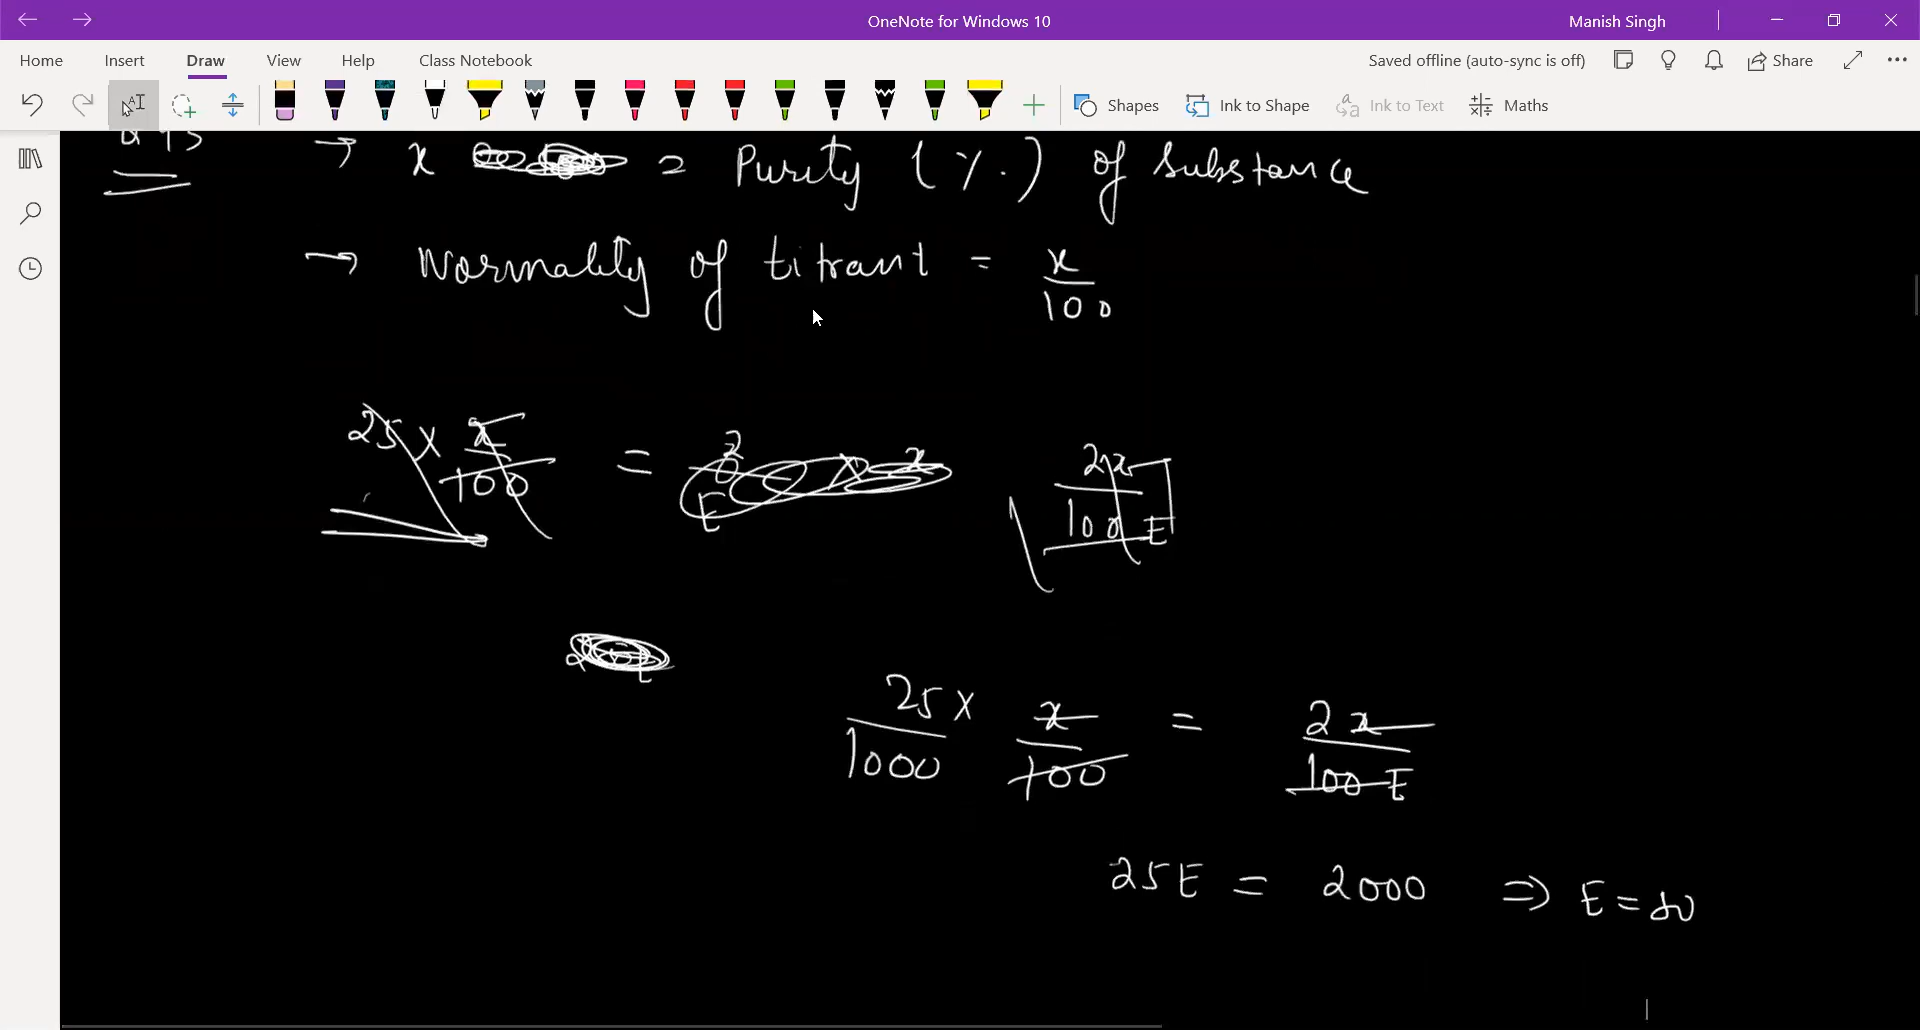 OneNote for Windows 10
Manish Singh
Home Insert Draw View Help Class Notebook
Saved offline (auto-sync is off) Share
Shapes Ink to Shape Ink to Text Maths
→ x = Purity (%) of substance
→ Normality of titrant = x/100
25 × x/100 = 2/E × x 2x/100 E
25/1000 × x/100 = 2x/100 E
25E = 2000 ⇒ E = 80